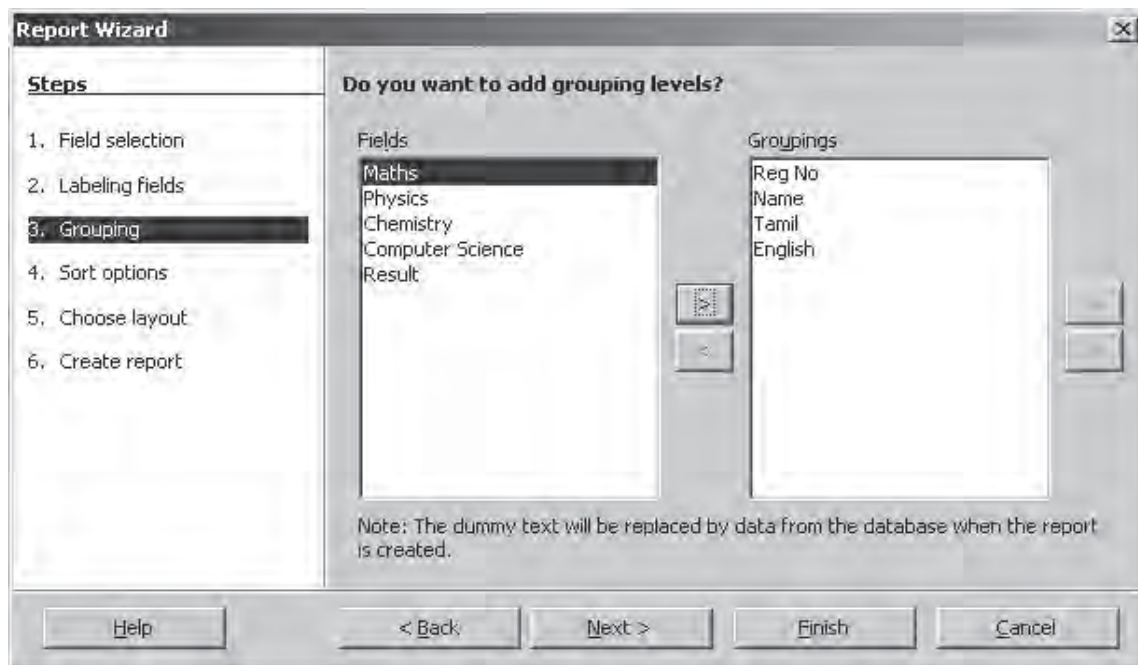 Report Wizard
Steps
1. Field selection
2. Labeling fields
3. Grouping
4. Sort options
5. Choose layout
6. Create report
Do you want to add grouping levels?
Fields
Maths
Physics
Chemistry
Computer Science
Result
>
<
Groupings
Reg No
Name
Tamil
English
Note: The dummy text will be replaced by data from the database when the report
is created.
Help
< Back
Next >
Finish
Cancel